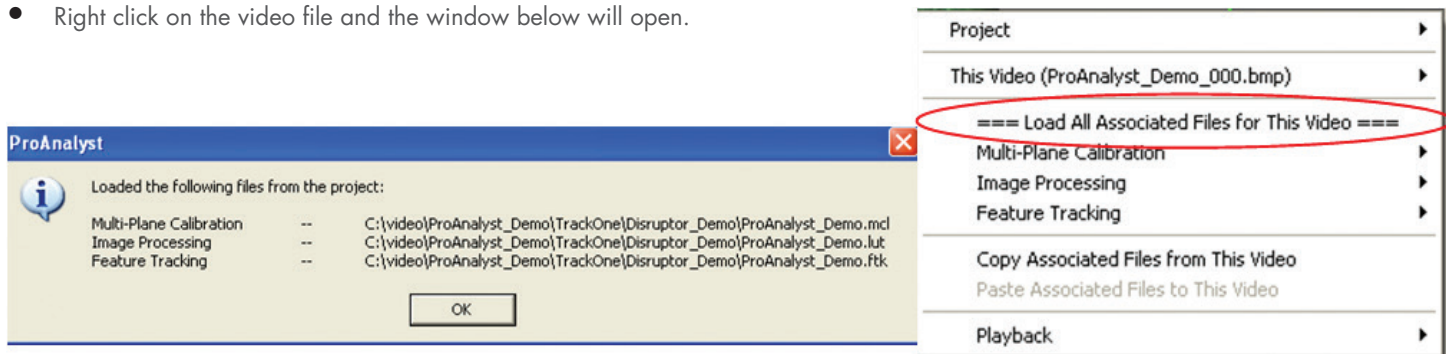 • Right click on the video file and the window below will open.
ProAnalyst
Loaded the following files from the project:
Multi-Plane Calibration -- C:\video\ProAnalyst_Demo\TrackOne\Disruptor_Demo\ProAnalyst_Demo.mcl
Image Processing -- C:\video\ProAnalyst_Demo\TrackOne\Disruptor_Demo\ProAnalyst_Demo.lut
Feature Tracking -- C:\video\ProAnalyst_Demo\TrackOne\Disruptor_Demo\ProAnalyst_Demo.ftk
OK
Project
This Video (ProAnalyst_Demo_000.bmp)
=== Load All Associated Files for This Video ===
Multi-Plane Calibration
Image Processing
Feature Tracking
Copy Associated Files from This Video
Paste Associated Files to This Video
Playback